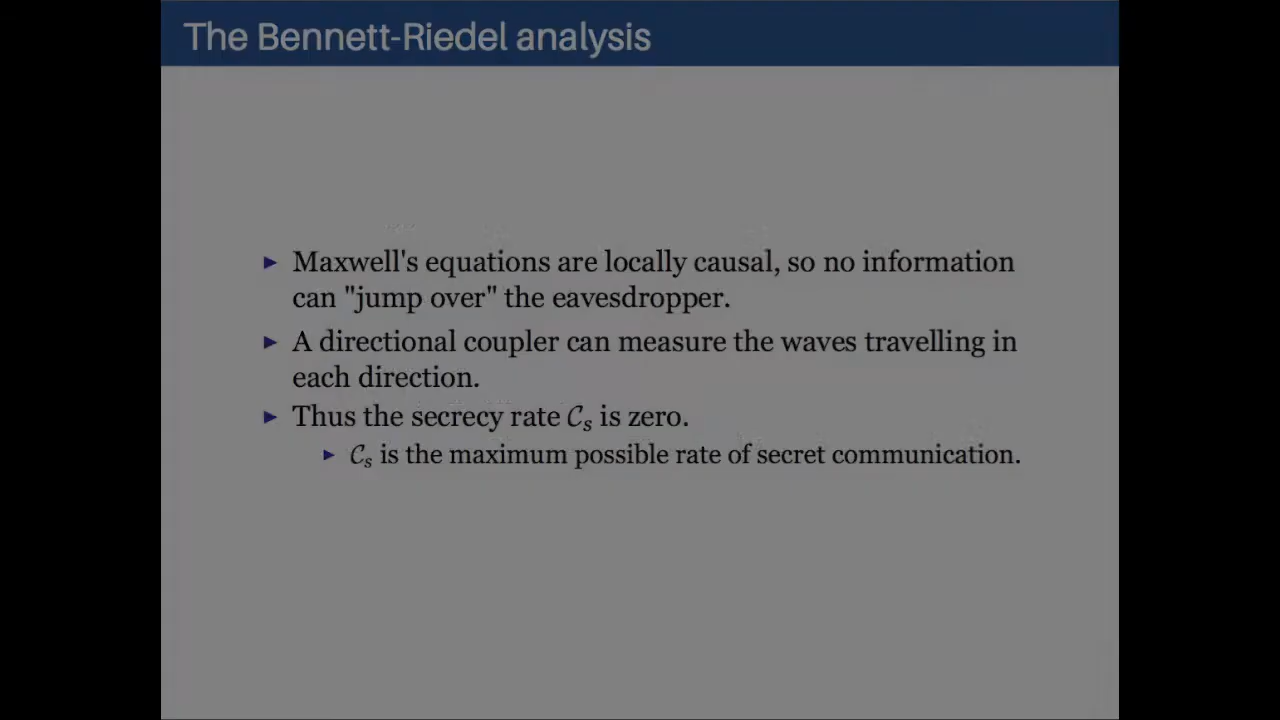 The Bennett-Riedel analysis
▶ Maxwell's equations are locally causal, so no information
can "jump over" the eavesdropper.
▶ A directional coupler can measure the waves travelling in
each direction.
▶ Thus the secrecy rate 𝒞ₛ is zero.
▶ 𝒞ₛ is the maximum possible rate of secret communication.